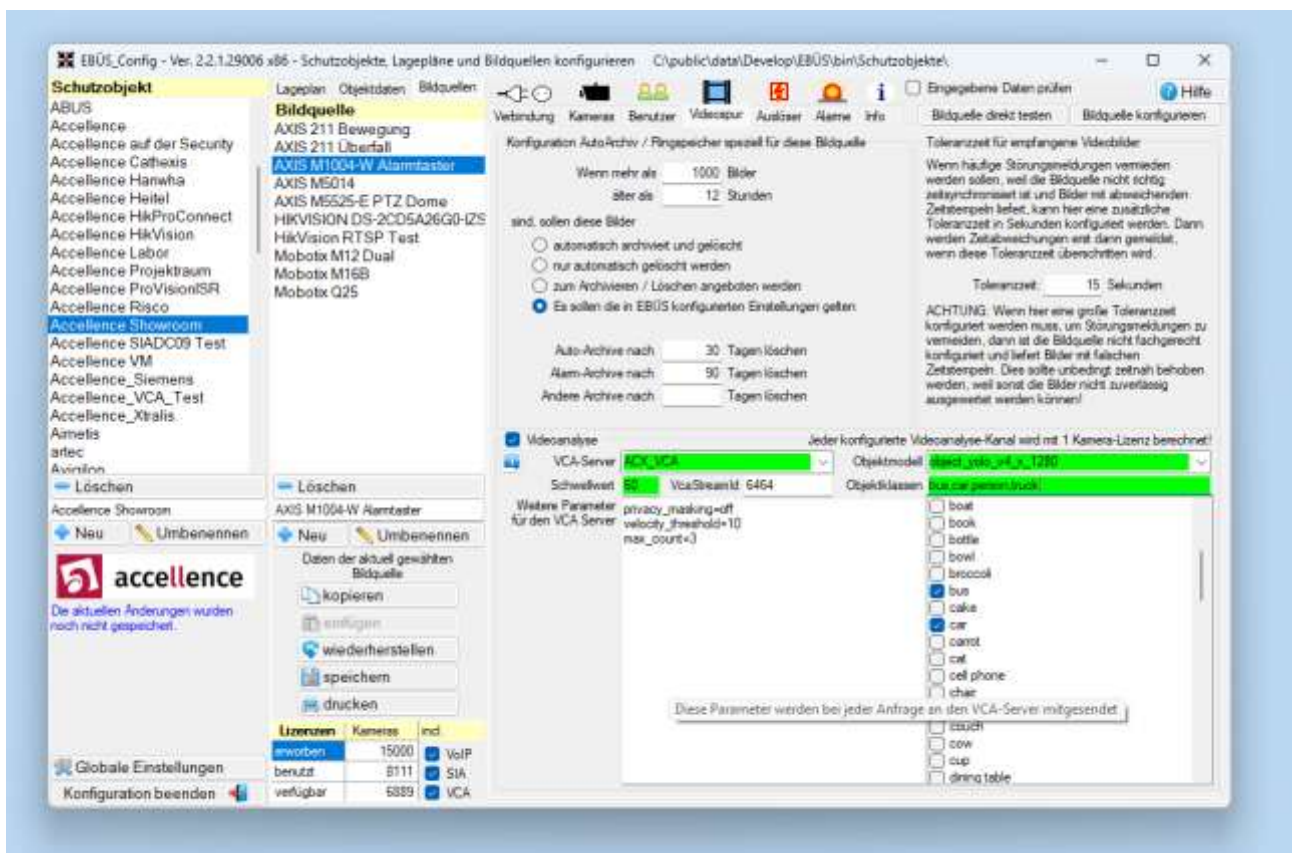 EBÜS_Config - Ver. 2.2.1.29006 x86 - Schutzobjekte, Lagepläne und Bildquellen konfigurieren C:\public\data\Develop\EBÜS\bin\Schutzobjekte\
Schutzobjekt
ABUS
Accellence
Accellence auf der Security
Accellence Cathexis
Accellence Hanwha
Accellence Heitel
Accellence HikProConnect
Accellence HikVision
Accellence Labor
Accellence Projektraum
Accellence ProVisionISR
Accellence Risco
Accellence Showroom
Accellence SIADC09 Test
Accellence VM
Accellence_Siemens
Accellence_VCA_Test
Accellence_Xtralis
Aimetis
artec
Avigilon
Löschen
Accellence Showroom
Neu Umbenennen
accellence
Die aktuellen Änderungen wurden
noch nicht gespeichert.
Globale Einstellungen
Konfiguration beenden
Lageplan Objektdaten Bildquellen
Bildquelle
AXIS 211 Bewegung
AXIS 211 Überfall
AXIS M1004-W Alarmtaster
AXIS M5014
AXIS M5525-E PTZ Dome
HIKVISION DS-2CD5A26G0-IZS
HikVision RTSP Test
Mobotix M12 Dual
Mobotix M16B
Mobotix Q25
Löschen
AXIS M1004-W Alarmtaster
Neu Umbenennen
Daten der aktuell gewählten
Bildquelle
kopieren
einfügen
wiederherstellen
speichern
drucken
Lizenzen Kameras incl.
erworben 15000 VoIP
benutzt 8111 SIA
verfügbar 6889 VCA
Verbindung Kameras Benutzer Videospur Auslöser Alarme Info
Eingegebene Daten prüfen Hilfe
Bildquelle direkt testen Bildquelle konfigurieren
Konfiguration AutoArchiv / Ringspeicher speziell für diese Bildquelle
Wenn mehr als 1000 Bilder
älter als 12 Stunden
sind, sollen diese Bilder
automatisch archiviert und gelöscht
nur automatisch gelöscht werden
zum Archivieren / Löschen angeboten werden
Es sollen die in EBÜS konfigurierten Einstellungen gelten
Auto-Archive nach 30 Tagen löschen
Alarm-Archive nach 90 Tagen löschen
Andere Archive nach Tagen löschen
Toleranzzeit für empfangene Videobilder
Wenn häufige Störungsmeldungen vermieden
werden sollen, weil die Bildquelle nicht richtig
zeitsynchronisiert ist und Bilder mit abweichenden
Zeitstempeln liefert, kann hier eine zusätzliche
Toleranzzeit in Sekunden konfiguriert werden. Dann
werden Zeitabweichungen erst dann gemeldet,
wenn diese Toleranzzeit überschritten wird.
Toleranzzeit: 15 Sekunden
ACHTUNG: Wenn hier eine große Toleranzzeit
konfiguriert werden muss, um Störungsmeldungen zu
vermeiden, dann ist die Bildquelle nicht fachgerecht
konfiguriert und liefert Bilder mit falschen
Zeitstempeln. Dies sollte unbedingt zeitnah behoben
werden, weil sonst die Bilder nicht zuverlässig
ausgewertet werden können!
Videoanalyse Jeder konfigurierte Videoanalyse-Kanal wird mit 1 Kamera-Lizenz berechnet!
VCA-Server ACX_VCA Objektmodell object_yolo_v4_x_1280
Schwellwert 60 VcaStreamId 6464 Objektklassen bus,car,person,truck
Weitere Parameter
für den VCA Server
privacy_masking=off
velocity_threshold=10
max_count=3
boat
book
bottle
bowl
broccoli
bus
cake
car
carrot
cat
cell phone
chair
Diese Parameter werden bei jeder Anfrage an den VCA-Server mitgesendet
couch
cow
cup
dining table